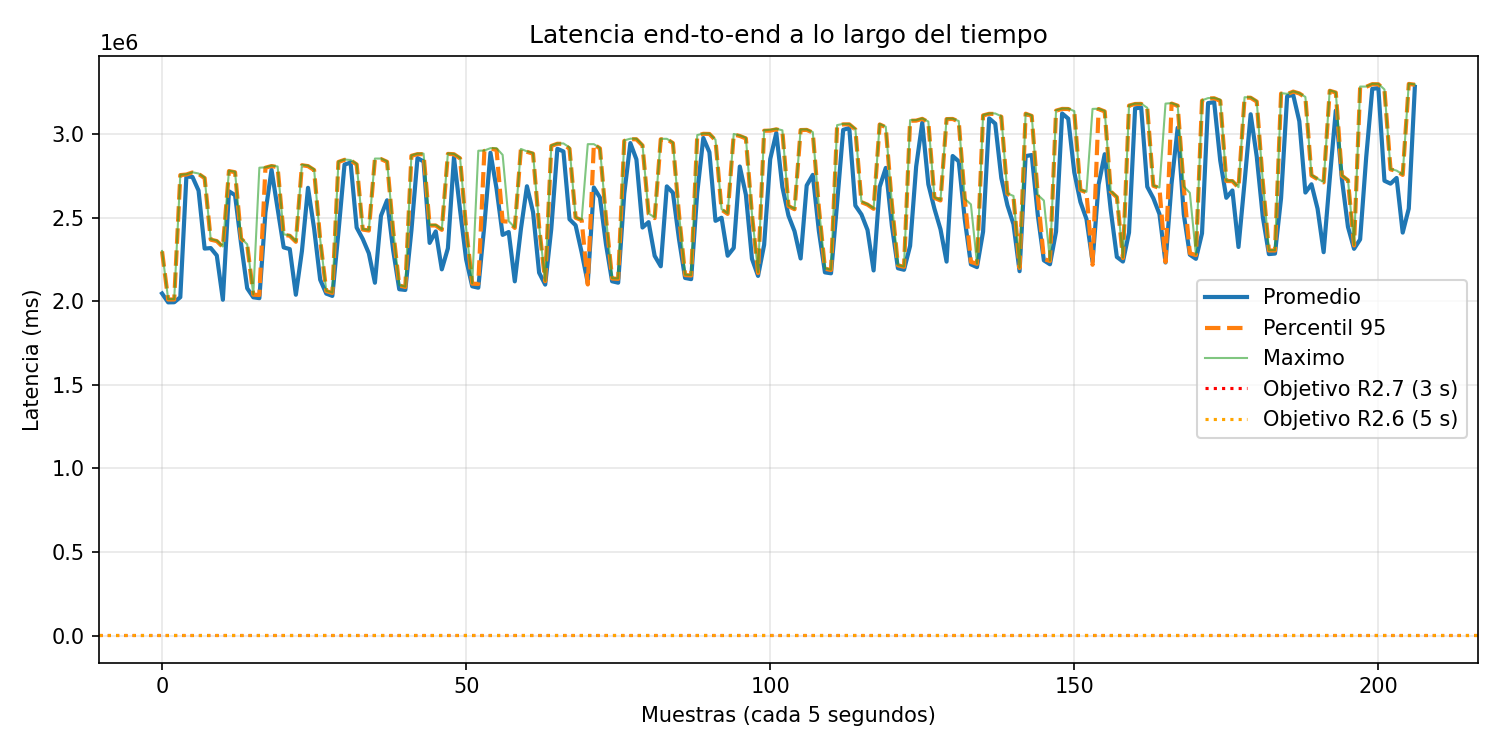 Latencia end-to-end a lo largo del tiempo
1e6
3.0
2.5
2.0
1.5
1.0
0.5
0.0
Latencia (ms)
Promedio
Percentil 95
Maximo
Objetivo R2.7 (3 s)
Objetivo R2.6 (5 s)
0 50 100 150 200
Muestras (cada 5 segundos)